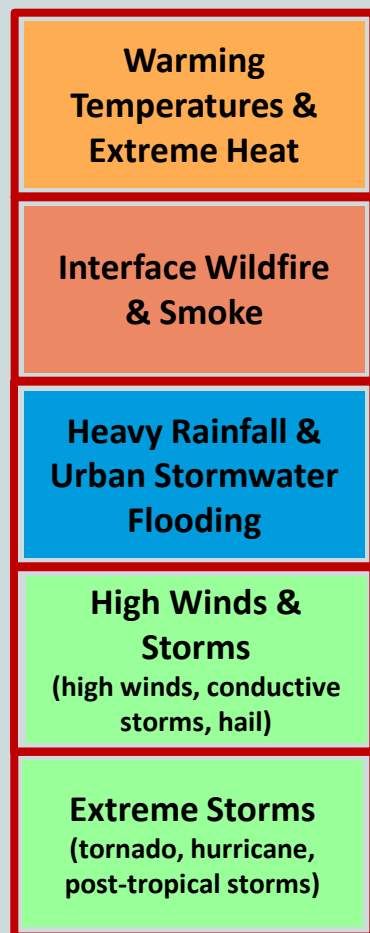 Warming
Temperatures &
Extreme Heat
Interface Wildfire
& Smoke
Heavy Rainfall &
Urban Stormwater
Flooding
High Winds &
Storms
(high winds, conductive
storms, hail)
Extreme Storms
(tornado, hurricane,
post-tropical storms)